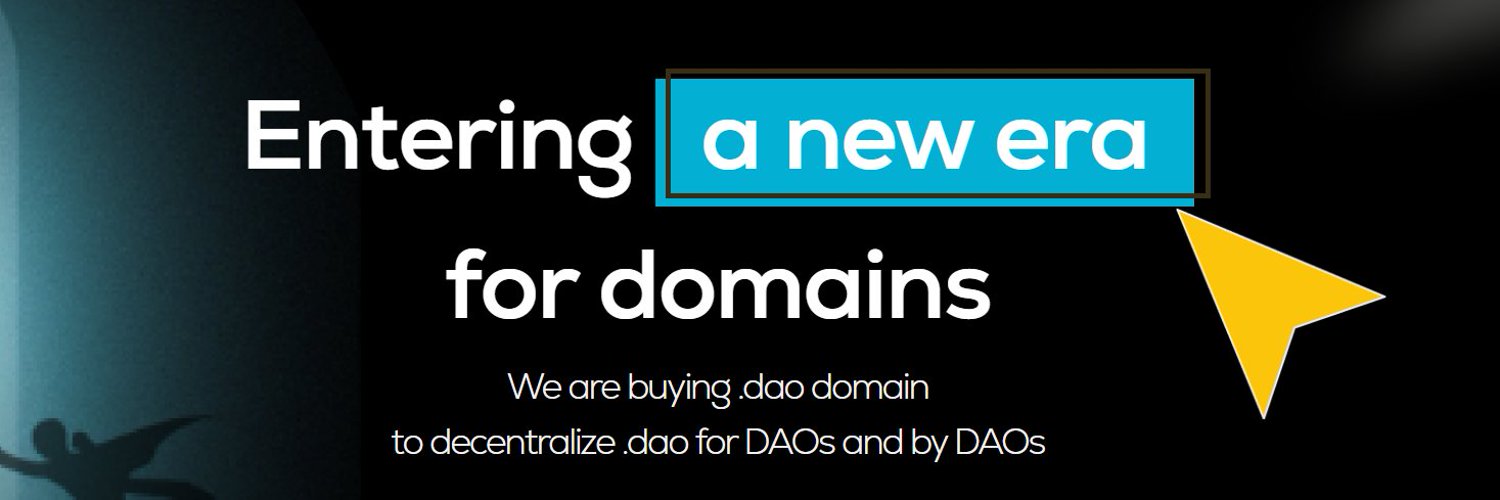 Entering a new era
for domains
We are buying .dao domain
to decentralize .dao for DAOs and by DAOs